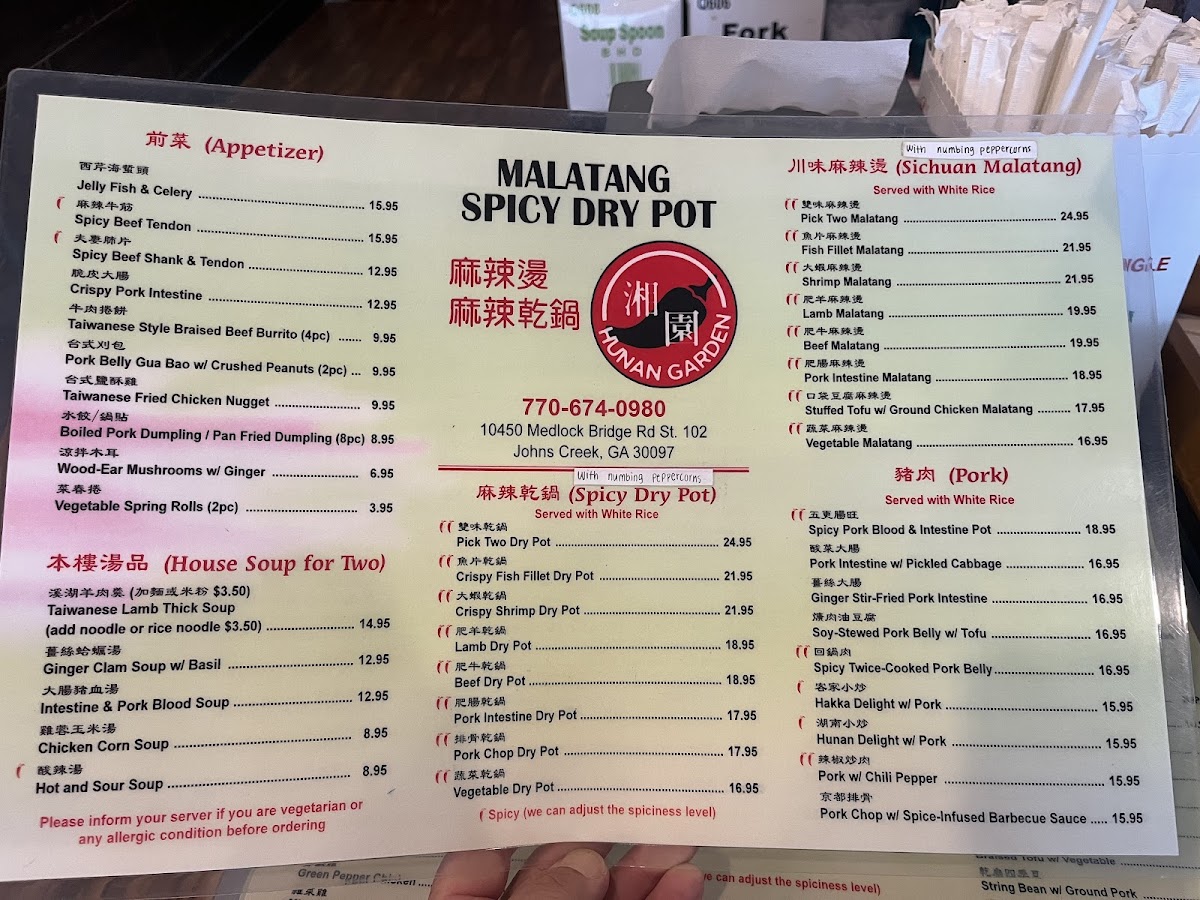 Soup Spoon
Fork
前菜 (Appetizer)
西芹海蜇頭
Jelly Fish & Celery 15.95
麻辣牛筋
Spicy Beef Tendon 15.95
夫妻肺片
Spicy Beef Shank & Tendon 12.95
脆皮大腸
Crispy Pork Intestine 12.95
牛肉捲餅
Taiwanese Style Braised Beef Burrito (4pc) 9.95
台式刈包
Pork Belly Gua Bao w/ Crushed Peanuts (2pc) 9.95
台式鹽酥雞
Taiwanese Fried Chicken Nugget 9.95
水餃/鍋貼
Boiled Pork Dumpling / Pan Fried Dumpling (8pc) 8.95
涼拌木耳
Wood-Ear Mushrooms w/ Ginger 6.95
菜春捲
Vegetable Spring Rolls (2pc) 3.95
本樓湯品 (House Soup for Two)
溪湖羊肉羹 (加麵或米粉 $3.50)
Taiwanese Lamb Thick Soup
(add noodle or rice noodle $3.50) 14.95
薑絲蛤蠣湯
Ginger Clam Soup w/ Basil 12.95
大腸豬血湯
Intestine & Pork Blood Soup 12.95
雞蓉玉米湯
Chicken Corn Soup 8.95
酸辣湯
Hot and Sour Soup 8.95
Please inform your server if you are vegetarian or
any allergic condition before ordering
MALATANG
SPICY DRY POT
麻辣燙
麻辣乾鍋
湘園
HUNAN GARDEN
770-674-0980
10450 Medlock Bridge Rd St. 102
Johns Creek, GA 30097
With numbing peppercorns
麻辣乾鍋 (Spicy Dry Pot)
Served with White Rice
雙味乾鍋
Pick Two Dry Pot 24.95
魚片乾鍋
Crispy Fish Fillet Dry Pot 21.95
大蝦乾鍋
Crispy Shrimp Dry Pot 21.95
肥羊乾鍋
Lamb Dry Pot 18.95
肥牛乾鍋
Beef Dry Pot 18.95
肥腸乾鍋
Pork Intestine Dry Pot 17.95
排骨乾鍋
Pork Chop Dry Pot 17.95
蔬菜乾鍋
Vegetable Dry Pot 16.95
Spicy (we can adjust the spiciness level)
With numbing peppercorns
川味麻辣燙 (Sichuan Malatang)
Served with White Rice
雙味麻辣燙
Pick Two Malatang 24.95
魚片麻辣燙
Fish Fillet Malatang 21.95
大蝦麻辣燙
Shrimp Malatang 21.95
肥羊麻辣燙
Lamb Malatang 19.95
肥牛麻辣燙
Beef Malatang 19.95
肥腸麻辣燙
Pork Intestine Malatang 18.95
口袋豆腐麻辣燙
Stuffed Tofu w/ Ground Chicken Malatang 17.95
蔬菜麻辣燙
Vegetable Malatang 16.95
豬肉 (Pork)
Served with White Rice
五更腸旺
Spicy Pork Blood & Intestine Pot 18.95
酸菜大腸
Pork Intestine w/ Pickled Cabbage 16.95
薑絲大腸
Ginger Stir-Fried Pork Intestine 16.95
燒肉油豆腐
Soy-Stewed Pork Belly w/ Tofu 16.95
回鍋肉
Spicy Twice-Cooked Pork Belly 16.95
客家小炒
Hakka Delight w/ Pork 15.95
湖南小炒
Hunan Delight w/ Pork 15.95
辣椒炒肉
Pork w/ Chili Pepper 15.95
京都排骨
Pork Chop w/ Spice-Infused Barbecue Sauce 15.95
Green Pepper
we can adjust the spiciness level)
Braised Tofu w/ Vegetable
String Bean w/ Ground Pork